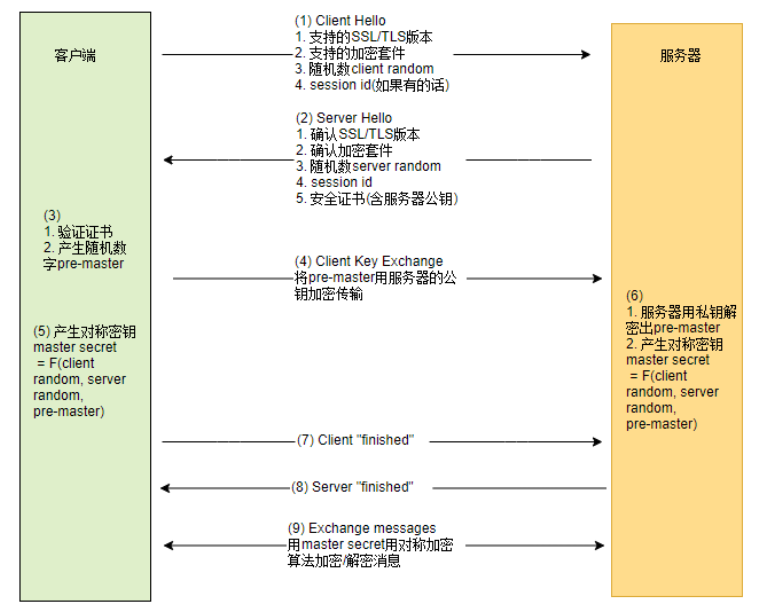 客户端
服务器
(1) Client Hello
1. 支持的SSL/TLS版本
2. 支持的加密套件
3. 随机数client random
4. session id(如果有的话)
(2) Server Hello
1. 确认SSL/TLS版本
2. 确认加密套件
3. 随机数server random
4. session id
5. 安全证书(含服务器公钥)
(3)
1. 验证证书
2. 产生随机数
字pre-master
(4) Client Key Exchange
将pre-master用服务器的公
钥加密传输
(5) 产生对称密钥
master secret
= F(client
random, server
random,
pre-master)
(6)
1. 服务器用私钥解
密出pre-master
2. 产生对称密钥
master secret
= F(client
random, server
random,
pre-master)
(7) Client "finished"
(8) Server "finished"
(9) Exchange messages
用master secret用对称加密
算法加密/解密消息